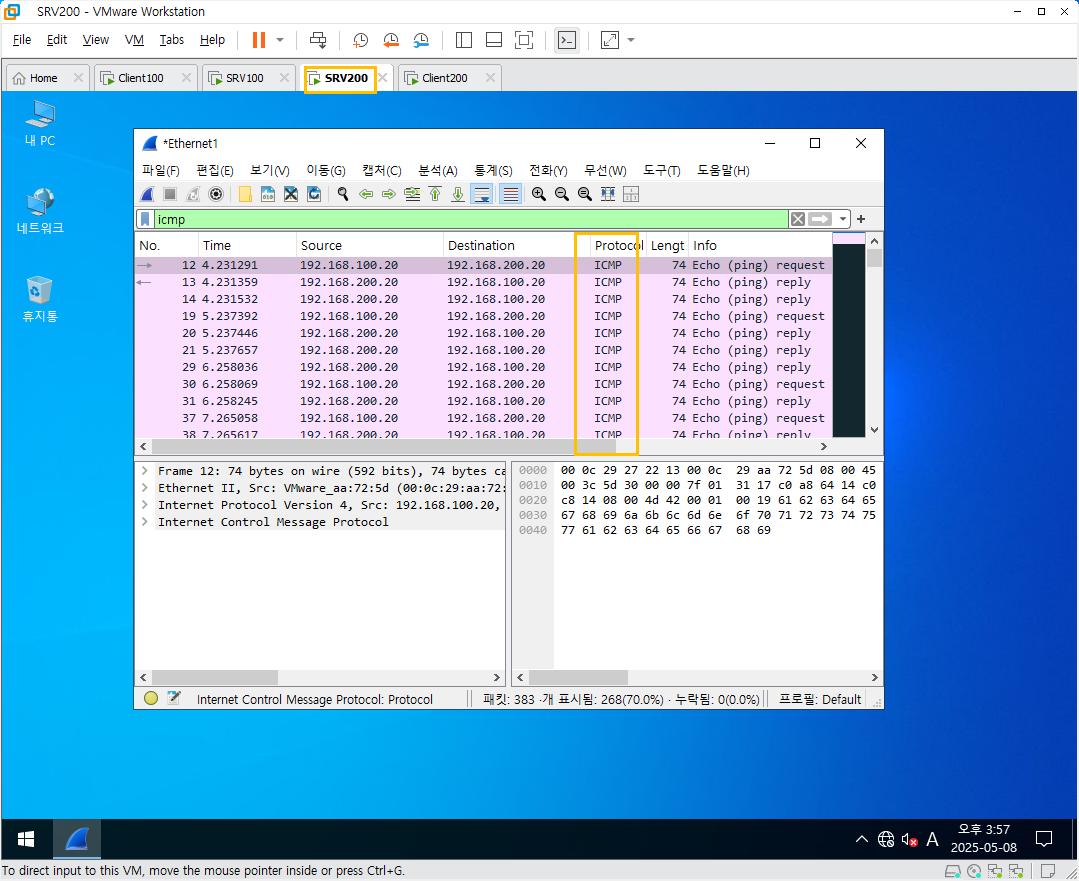 SRV200 - VMware Workstation
File Edit View VM Tabs Help
Home Client100 SRV100 SRV200 Client200
내 PC
네트워크
휴지통
*Ethernet1
파일(F) 편집(E) 보기(V) 이동(G) 캡처(C) 분석(A) 통계(S) 전화(Y) 무선(W) 도구(T) 도움말(H)
icmp
No. Time Source Destination Protocol Lengt Info
12 4.231291 192.168.100.20 192.168.200.20 ICMP 74 Echo (ping) request
13 4.231359 192.168.200.20 192.168.100.20 ICMP 74 Echo (ping) reply
14 4.231532 192.168.200.20 192.168.100.20 ICMP 74 Echo (ping) reply
19 5.237392 192.168.100.20 192.168.200.20 ICMP 74 Echo (ping) request
20 5.237446 192.168.200.20 192.168.100.20 ICMP 74 Echo (ping) reply
21 5.237657 192.168.200.20 192.168.100.20 ICMP 74 Echo (ping) reply
29 6.258036 192.168.200.20 192.168.100.20 ICMP 74 Echo (ping) reply
30 6.258069 192.168.200.20 192.168.100.20 ICMP 74 Echo (ping) request
31 6.258245 192.168.100.20 192.168.200.20 ICMP 74 Echo (ping) reply
37 7.265058 192.168.100.20 192.168.200.20 ICMP 74 Echo (ping) request
38 7.265617 192.168.200.20 192.168.100.20 ICMP 74 Echo (ping) reply
Frame 12: 74 bytes on wire (592 bits), 74 bytes ca
Ethernet II, Src: VMware_aa:72:5d (00:0c:29:aa:72:
Internet Protocol Version 4, Src: 192.168.100.20,
Internet Control Message Protocol
0000 00 0c 29 27 22 13 00 0c 29 aa 72 5d 08 00 45
0010 00 3c 5d 30 00 00 7f 01 31 17 c0 a8 64 14 c0
0020 c8 14 08 00 4d 42 00 01 00 19 61 62 63 64 65
0030 67 68 69 6a 6b 6c 6d 6e 6f 70 71 72 73 74 75
0040 77 61 62 63 64 65 66 67 68 69
Internet Control Message Protocol: Protocol 패킷: 383 ·개 표시됨: 268(70.0%) · 누락됨: 0(0.0%) 프로필: Default
A
오후 3:57
2025-05-08
To direct input to this VM, move the mouse pointer inside or press Ctrl+G.